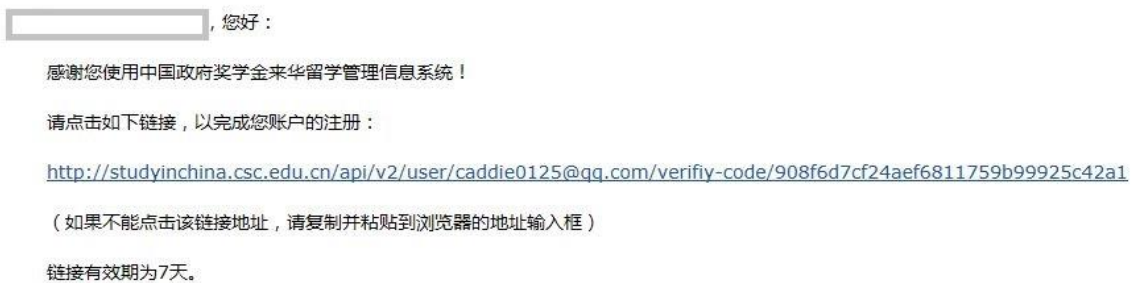 ，您好：
感谢您使用中国政府奖学金来华留学管理信息系统！
请点击如下链接，以完成您账户的注册：
http://studyinchina.csc.edu.cn/api/v2/user/caddie0125@qq.com/verifiy-code/908f6d7cf24aef6811759b99925c42a1
（如果不能点击该链接地址，请复制并粘贴到浏览器的地址输入框）
链接有效期为7天。